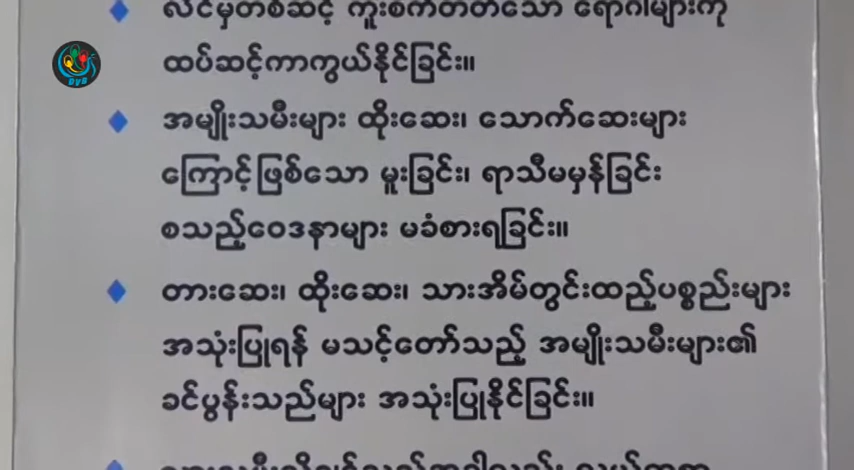 လိင်မှတစ်ဆင့် ကူးစက်တတ်သော ရောဂါများကို
DVB
ထပ်ဆင့်ကာကွယ်နိုင်ခြင်း။
အမျိုးသမီးများ ထိုးဆေး၊ သောက်ဆေးများ
ကြောင့်ဖြစ်သော မူးခြင်း၊ ရာသီမမှန်ခြင်း
စသည့်ဝေဒနာများ မခံစားရခြင်း။
တားဆေး၊ ထိုးဆေး၊ သားအိမ်တွင်းထည့်ပစ္စည်းများ
အသုံးပြုရန် မသင့်တော်သည့် အမျိုးသမီးများ၏
ခင်ပွန်းသည်များ အသုံးပြုနိုင်ခြင်း။